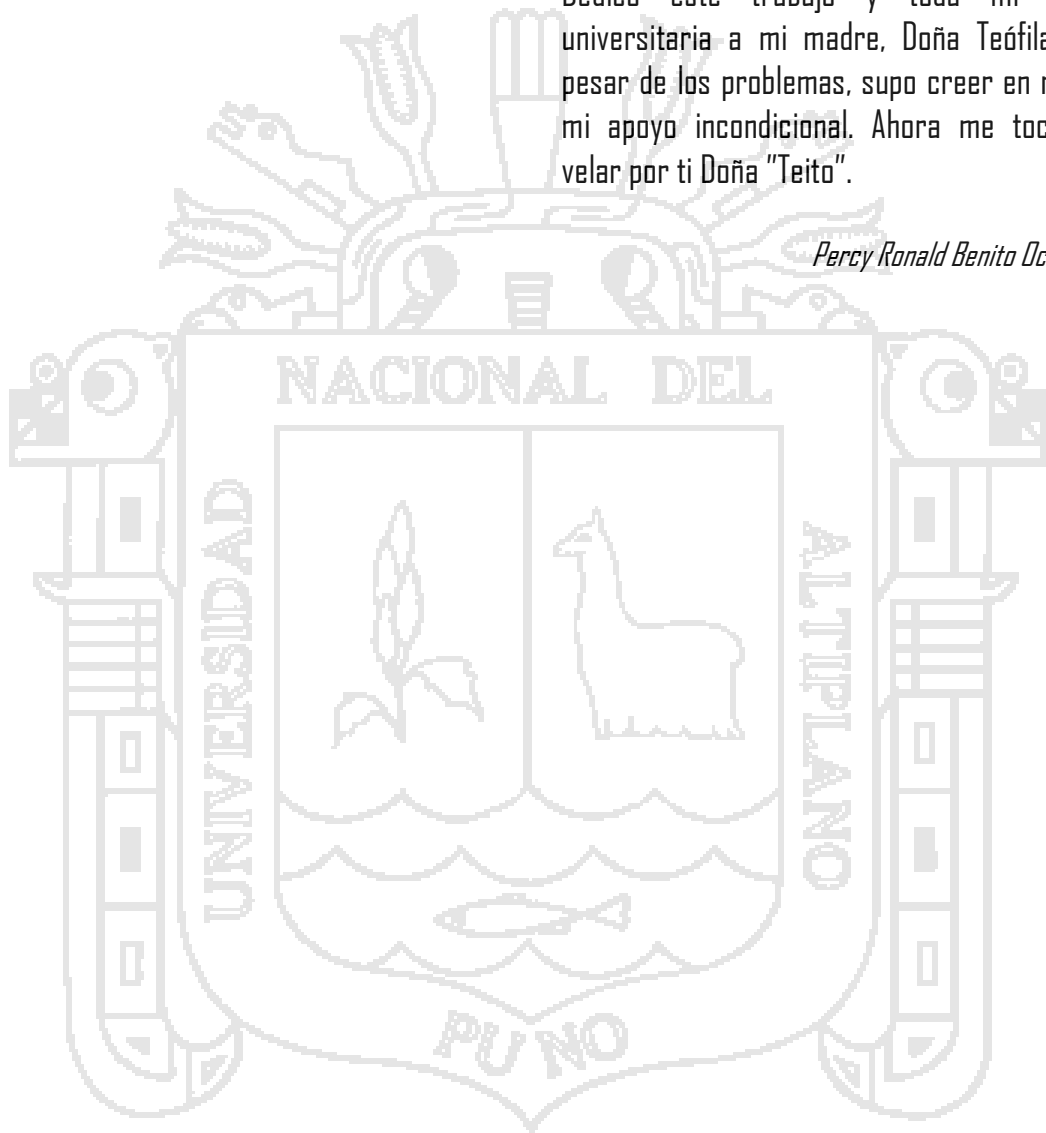 este trabajo y toda mi
universitaria a mi madre, Doña Teófila
pesar de los problemas, supo creer en
mi apoyo incondicional. Ahora me
velar por ti Doña "Teito".
Percy Ronald Benito
NACIONAL DEL
UNIVERSIDAD
ALTIPLANO
PUNO